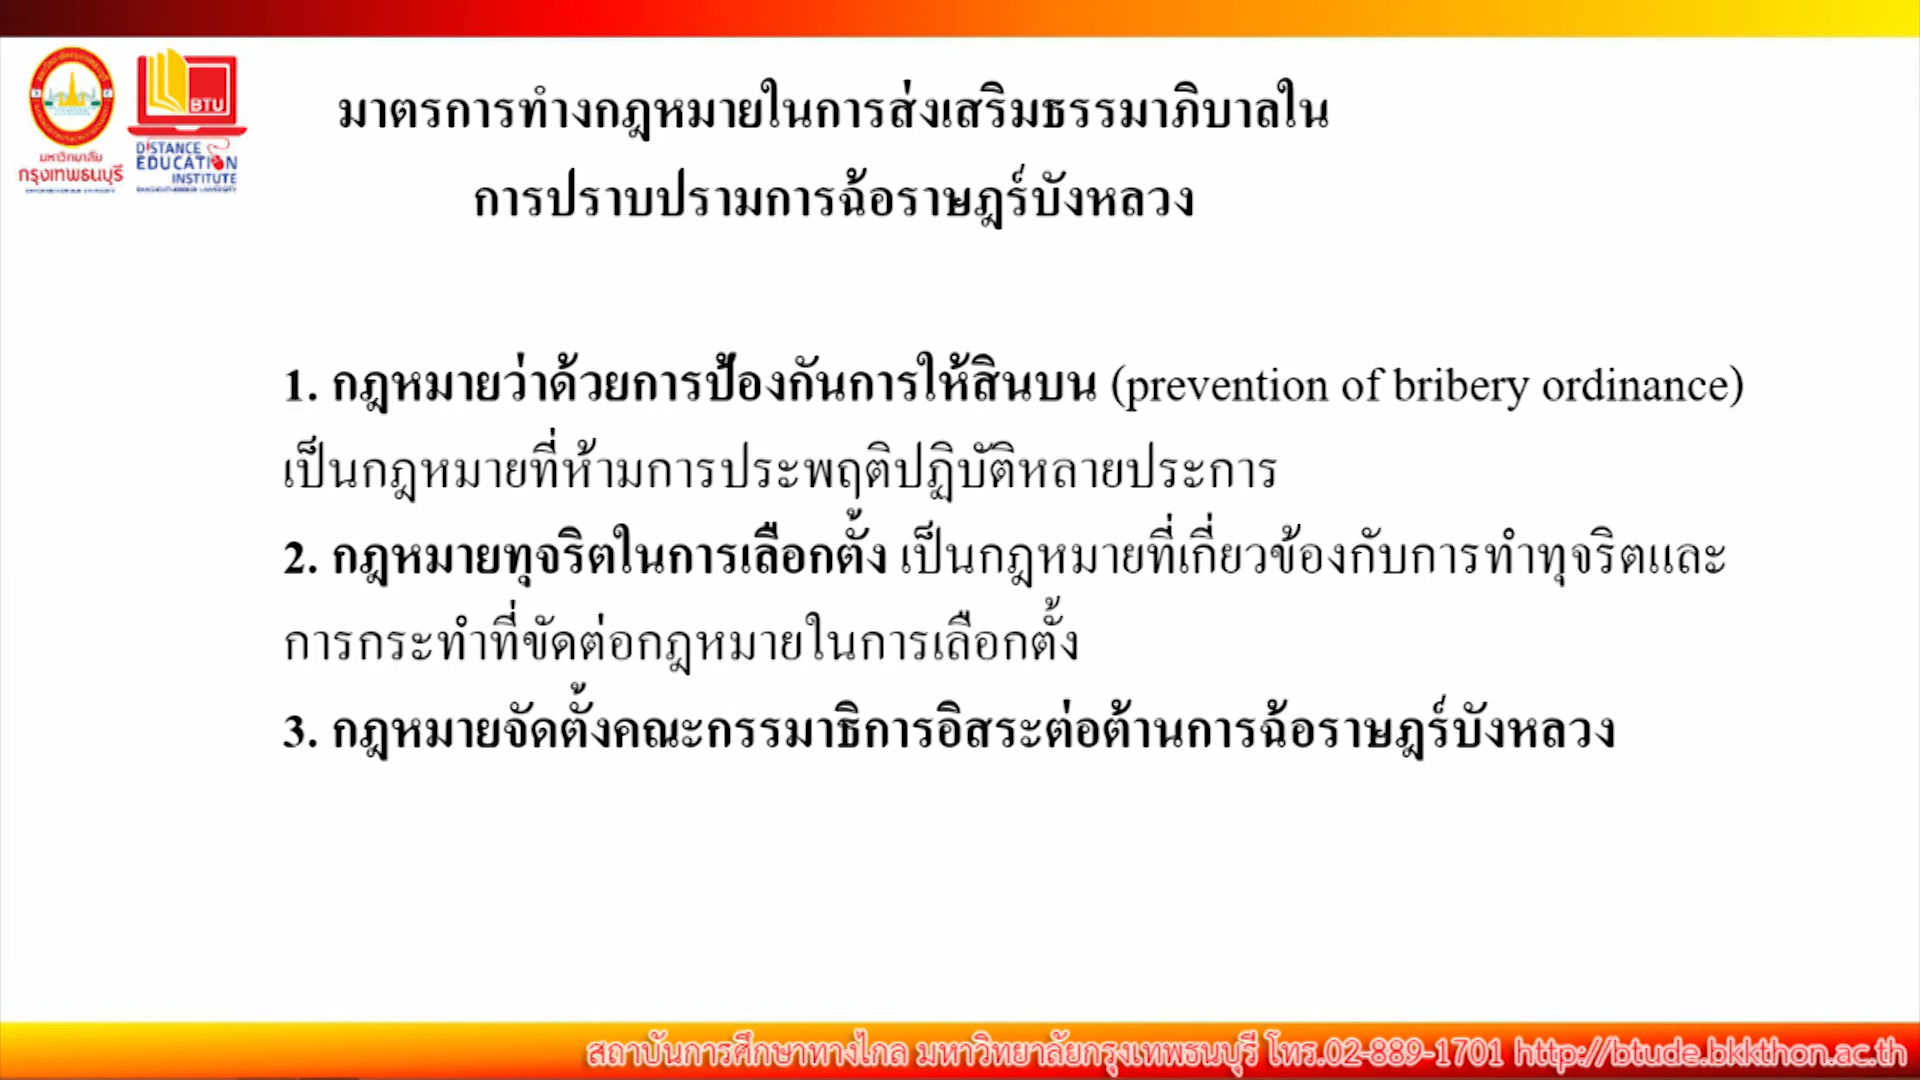 มาตรการทำงกฎหมายในการส่งเสริมธรรมาภิบาลใน
การปราบปรามการฉ้อราษฎร์บังหลวง
BTU
DISTANCE
EDUCATION
INSTITUTE
มหาวิทยาลัย
กรุงเทพธนบุรี
1. กฎหมายว่าด้วยการป้องกันการให้สินบน (prevention of bribery ordinance)
เป็นกฎหมายที่ห้ามการประพฤติปฏิบัติหลายประการ
2. กฎหมายทุจริตในการเลือกตั้ง เป็นกฎหมายที่เกี่ยวข้องกับการทำทุจริตและ
การกระทำที่ขัดต่อกฎหมายในการเลือกตั้ง
3. กฎหมายจัดตั้งคณะกรรมาธิการอิสระต่อต้านการฉ้อราษฎร์บังหลวง
สถาบันการศึกษาทางไกล มหาวิทยาลัยกรุงเทพธนบุรี โทร.02-889-1701 http://btude.bkkthon.ac.th